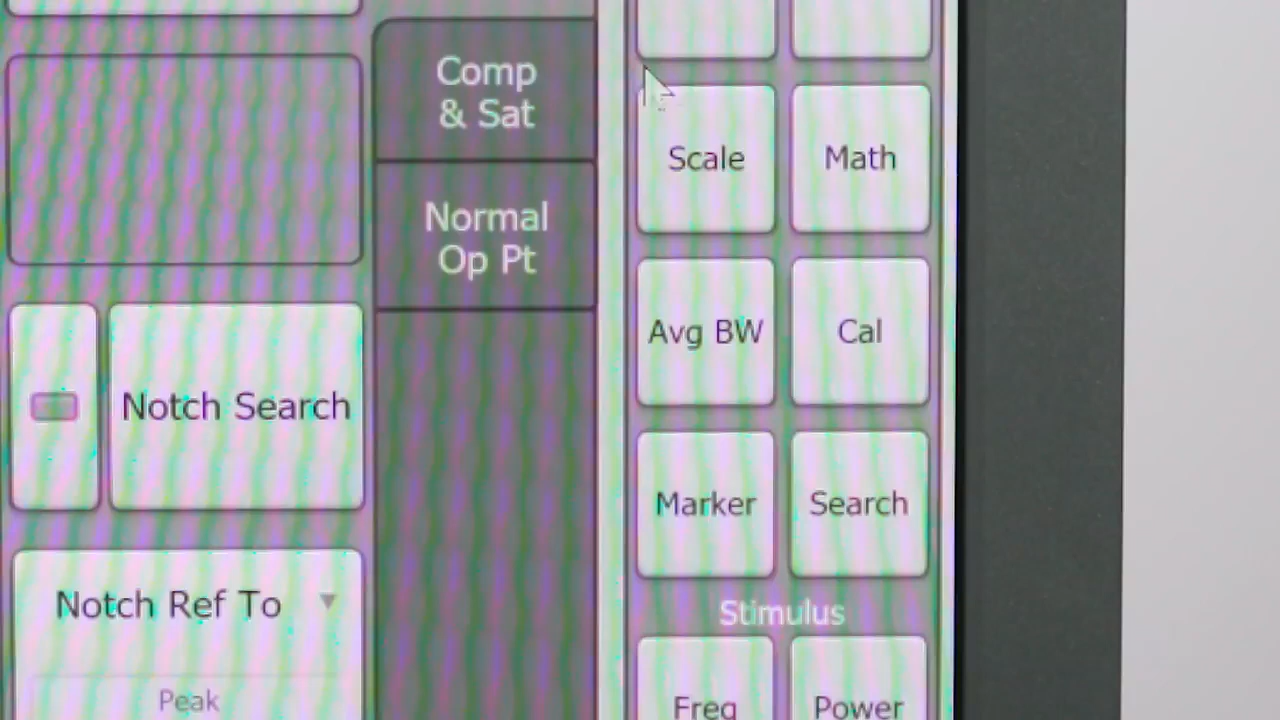 Comp
& Sat
Normal
Op Pt
Notch Search
Notch Ref To
Peak
Scale
Math
Avg BW
Cal
Marker
Search
Stimulus
Freq
Power